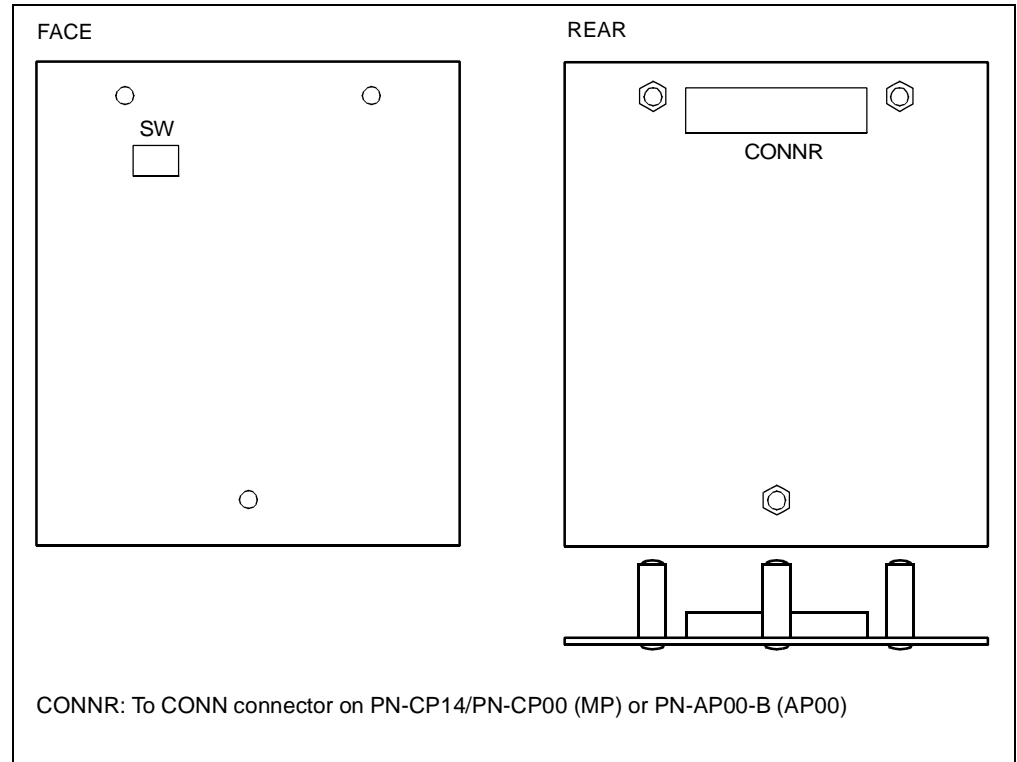 FACE
REAR
SW
CONNR
CONNR: To CONN connector on PN-CP14/PN-CP00 (MP) or PN-AP00-B (AP00)